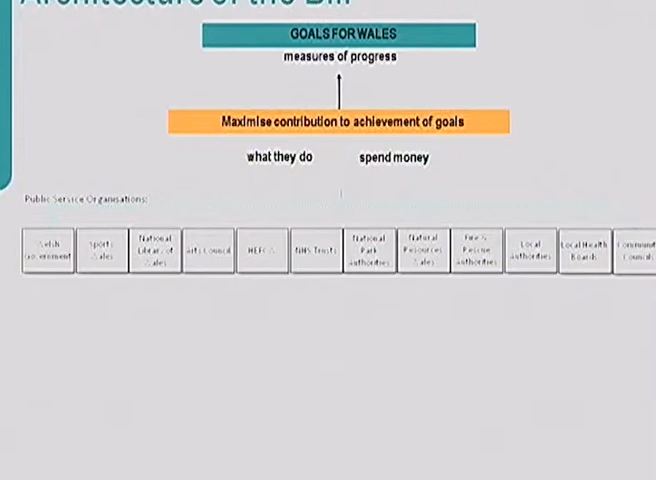 Architecture of the Bill
GOALS FOR WALES
measures of progress
Maximise contribution to achievement of goals
what they do spend money
Public Service Organisations:
Welsh Government
Sports Wales
National Library of Wales
Arts Council
HEFCW
NHS Trusts
National Park Authorities
Natural Resources Wales
Fire & Rescue Authorities
Local Authorities
Local Health Boards